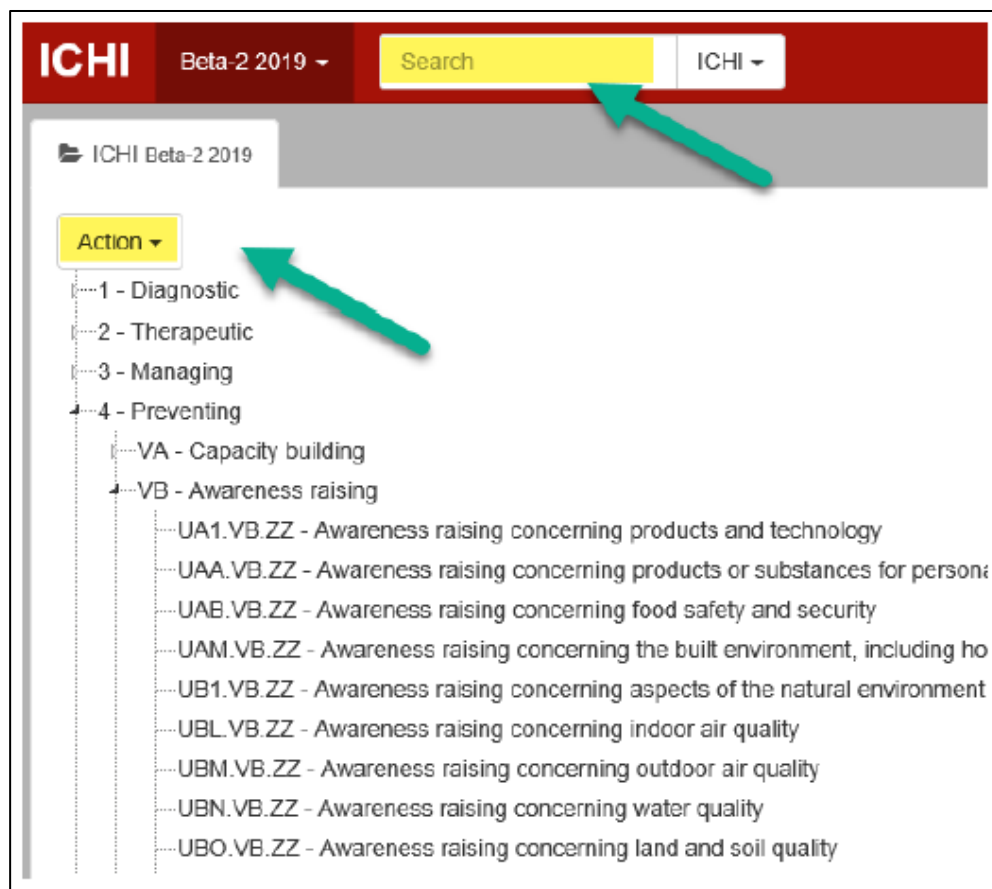 ICHI Beta-2 2019 Search ICHI
ICHI Beta-2 2019
Action
1 - Diagnostic
2 - Therapeutic
3 - Managing
4 - Preventing
VA - Capacity building
VB - Awareness raising
UA1.VB.ZZ - Awareness raising concerning products and technology
UAA.VB.ZZ - Awareness raising concerning products or substances for persona
UAB.VB.ZZ - Awareness raising concerning food safety and security
UAM.VB.ZZ - Awareness raising concerning the built environment, including ho
UB1.VB.ZZ - Awareness raising concerning aspects of the natural environment
UBL.VB.ZZ - Awareness raising concerning indoor air quality
UBM.VB.ZZ - Awareness raising concerning outdoor air quality
UBN.VB.ZZ - Awareness raising concerning water quality
UBO.VB.ZZ - Awareness raising concerning land and soil quality